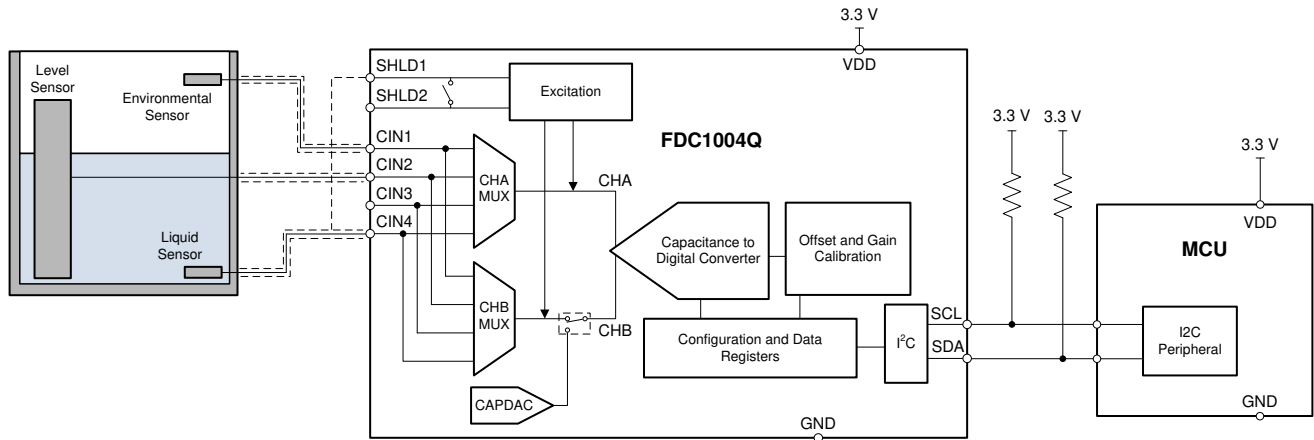 Level
Sensor
Environmental
Sensor
Liquid
Sensor
SHLD1
SHLD2
CIN1
CIN2
CIN3
CIN4
Excitation
CHA
MUX
CHB
MUX
CAPDAC
CHA
CHB
FDC1004Q
3.3 V
VDD
Capacitance to
Digital Converter
Offset and Gain
Calibration
Configuration and Data
Registers
I²C
SCL
SDA
GND
3.3 V
3.3 V
3.3 V
VDD
MCU
I2C
Peripheral
GND